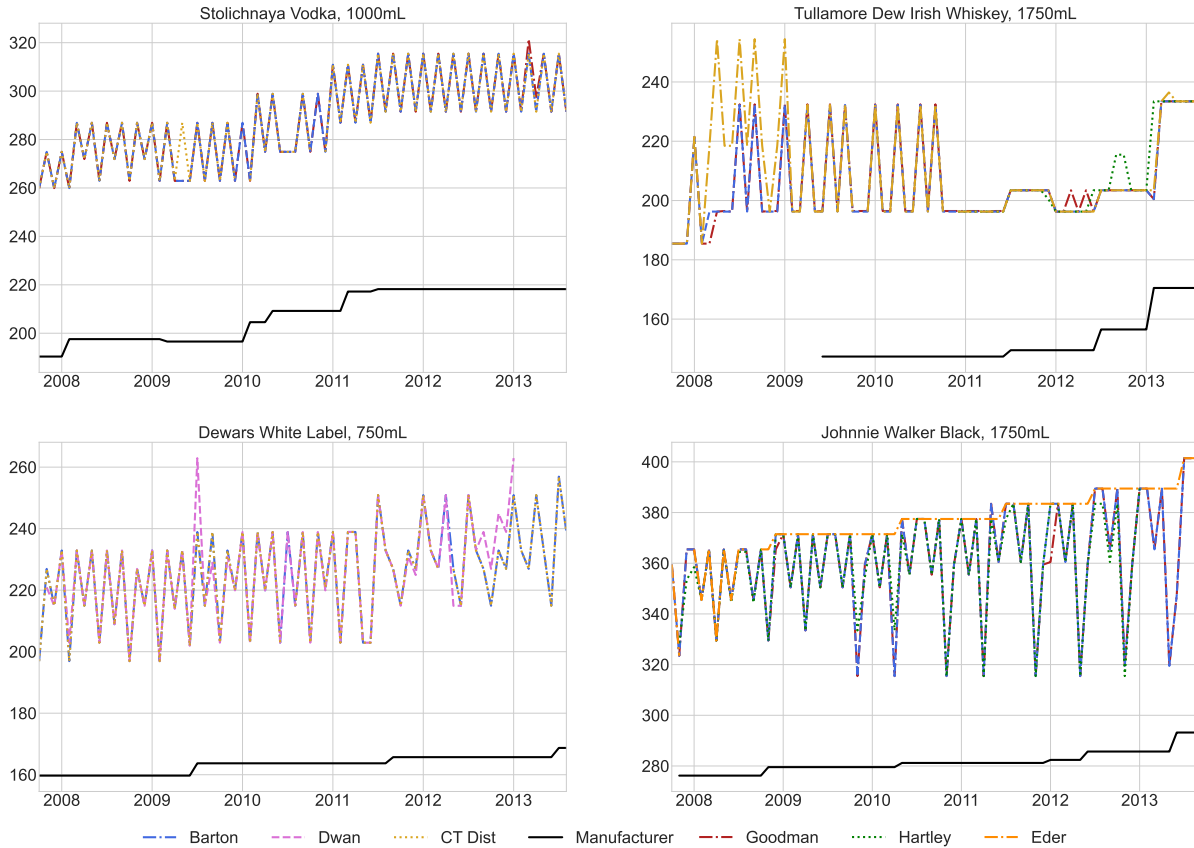 Stolichnaya Vodka, 1000mL
Tullamore Dew Irish Whiskey, 1750mL
320
300
280
260
240
220
200
2008 2009 2010 2011 2012 2013
240
220
200
180
160
2008 2009 2010 2011 2012 2013
Dewars White Label, 750mL
Johnnie Walker Black, 1750mL
260
240
220
200
180
160
2008 2009 2010 2011 2012 2013
400
380
360
340
320
300
280
2008 2009 2010 2011 2012 2013
Barton Dwan CT Dist Manufacturer Goodman Hartley Eder